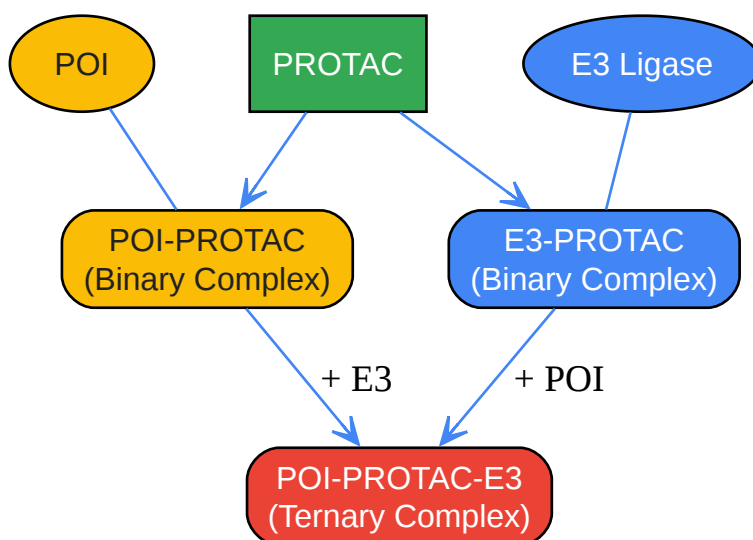 POI
PROTAC
E3 Ligase
POI-PROTAC
(Binary Complex)
E3-PROTAC
(Binary Complex)
+ E3
+ POI
POI-PROTAC-E3
(Ternary Complex)